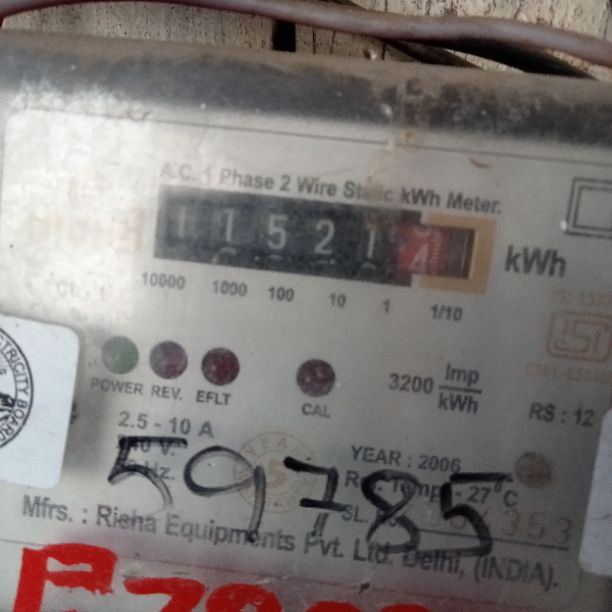 A.C. 1 Phase 2 Wire Static kWh Meter.
1 1 5 2 1 4 kWh
10000 1000 100 10 1 1/10
POWER REV. EFLT CAL
3200 Imp/kWh
RS : 12
2.5 - 10 A
YEAR : 2006
59785
Mfrs. : Risha Equipments Pvt. Ltd. Delhi, (INDIA).